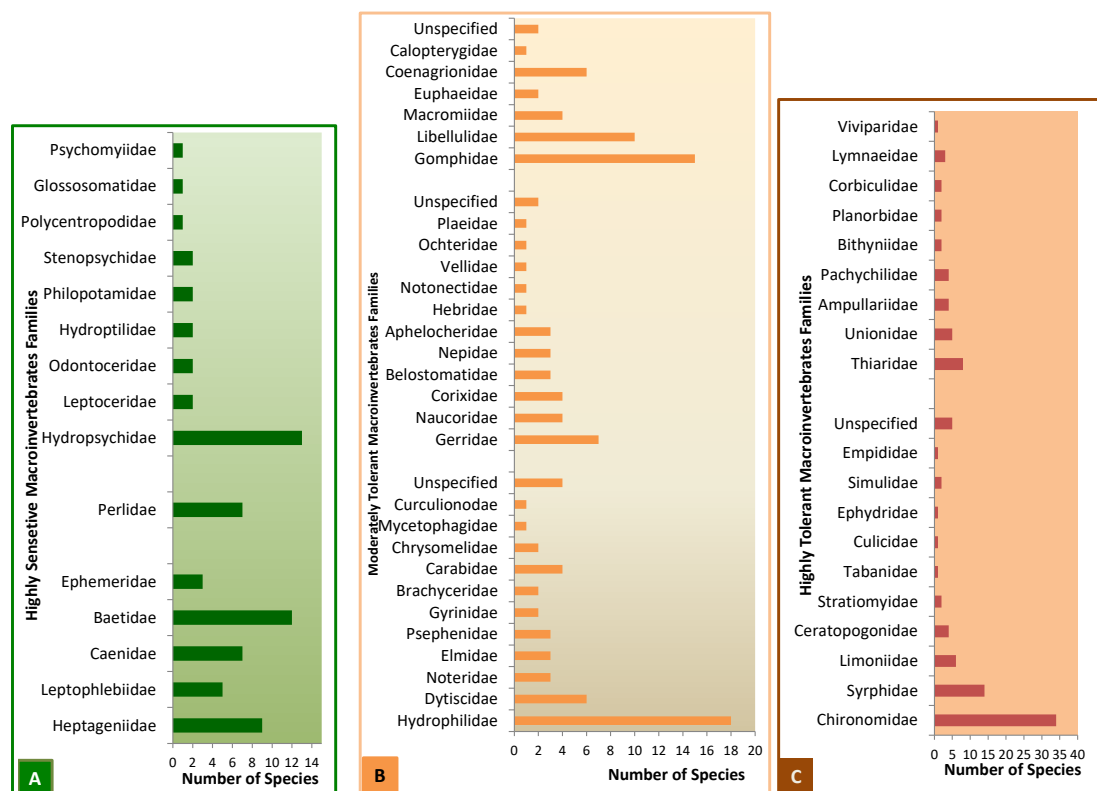 Highly Sensetive Macroinvertebrates Families
Psychomyiidae
Glossosomatidae
Polycentropodidae
Stenopsychidae
Philopotamidae
Hydroptilidae
Odontoceridae
Leptoceridae
Hydropsychidae
Perlidae
Ephemeridae
Baetidae
Caenidae
Leptophlebiidae
Heptageniidae
0 2 4 6 8 10 12 14
Number of Species
A
Moderately Tolerant Macroinvertebrates Families
Unspecified
Calopterygidae
Coenagrionidae
Euphaeidae
Macromiidae
Libellulidae
Gomphidae
Unspecified
Plaeidae
Ochteridae
Vellidae
Notonectidae
Hebridae
Aphelocheridae
Nepidae
Belostomatidae
Corixidae
Naucoridae
Gerridae
Unspecified
Curculionodae
Mycetophagidae
Chrysomelidae
Carabidae
Brachyceridae
Gyrinidae
Psephenidae
Elmidae
Noteridae
Dytiscidae
Hydrophilidae
0 2 4 6 8 10 12 14 16 18 20
Number of Species
B
Highly Tolerant Macroinvertebrates Families
Viviparidae
Lymnaeidae
Corbiculidae
Planorbidae
Bithyniidae
Pachychilidae
Ampullariidae
Unionidae
Thiaridae
Unspecified
Empididae
Simulidae
Ephydridae
Culicidae
Tabanidae
Stratiomyidae
Ceratopogonidae
Limoniidae
Syrphidae
Chironomidae
0 5 10 15 20 25 30 35 40
Number of Species
C